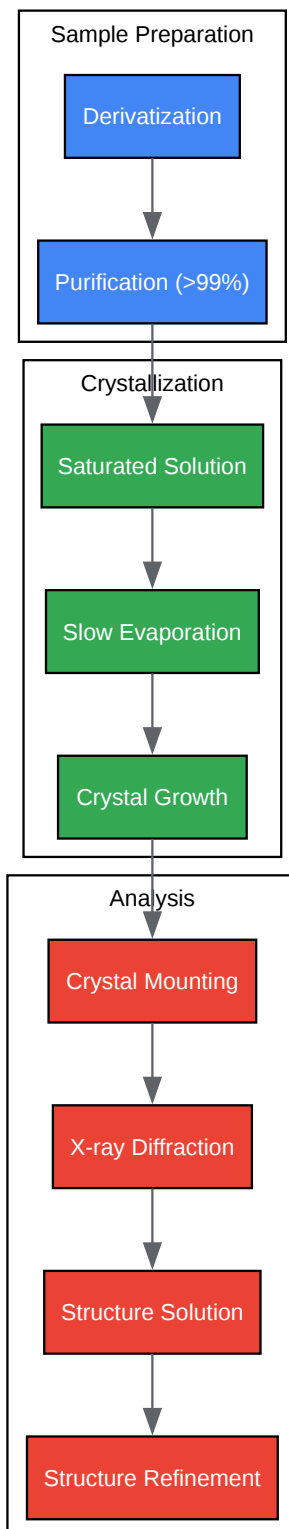 Sample Preparation
Derivatization
Purification (>99%)
Crystallization
Saturated Solution
Slow Evaporation
Crystal Growth
Analysis
Crystal Mounting
X-ray Diffraction
Structure Solution
Structure Refinement